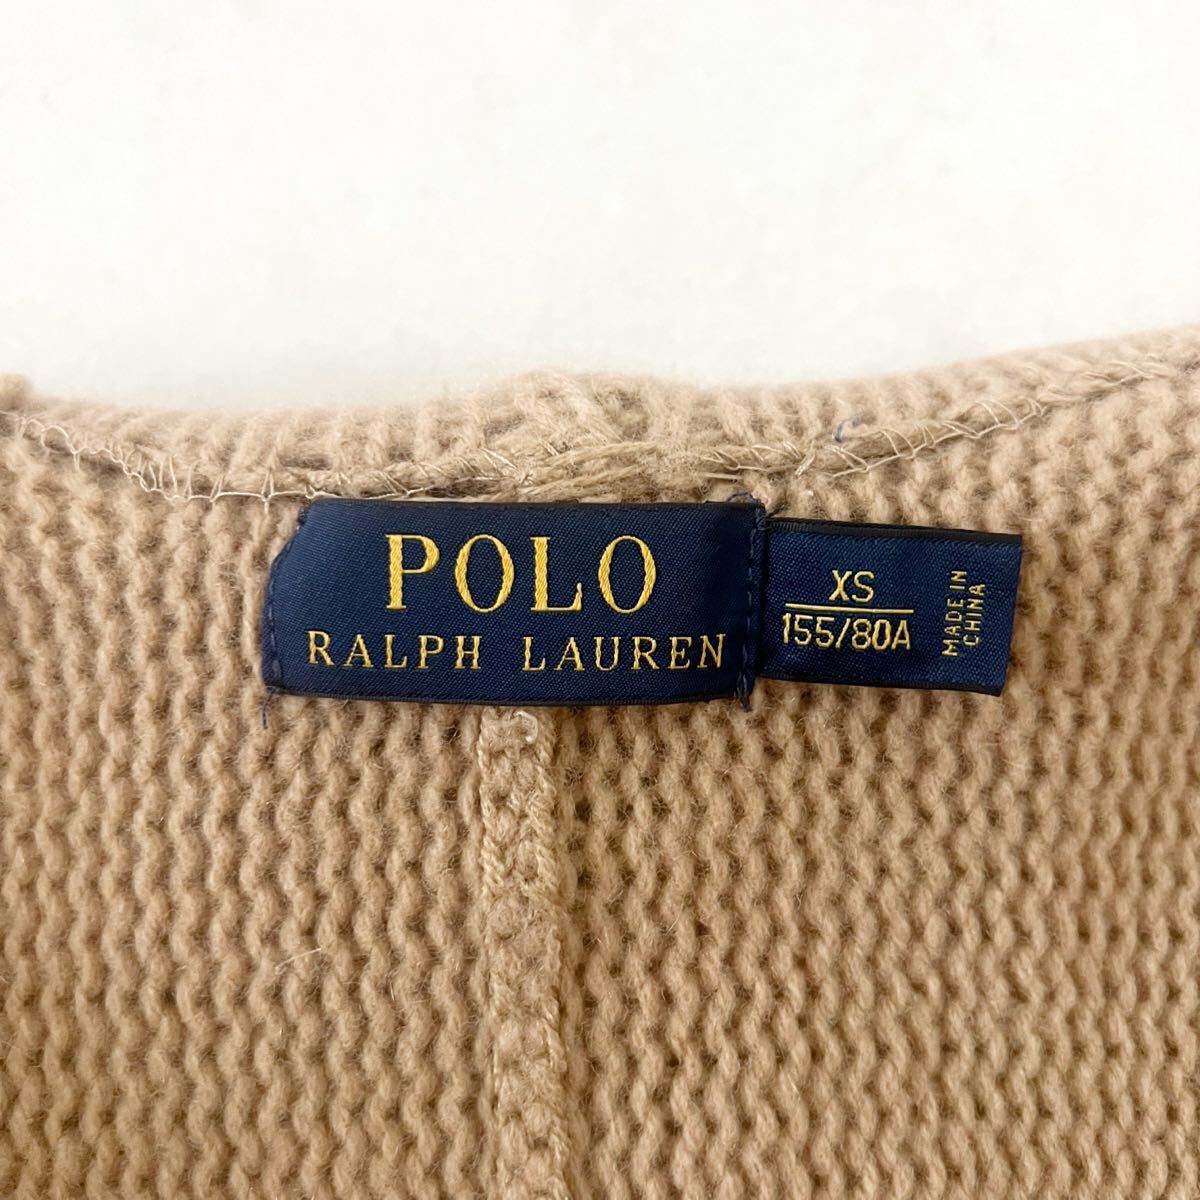 POLO
RALPH LAUREN
XS
155/80A
MADE IN
CHINA